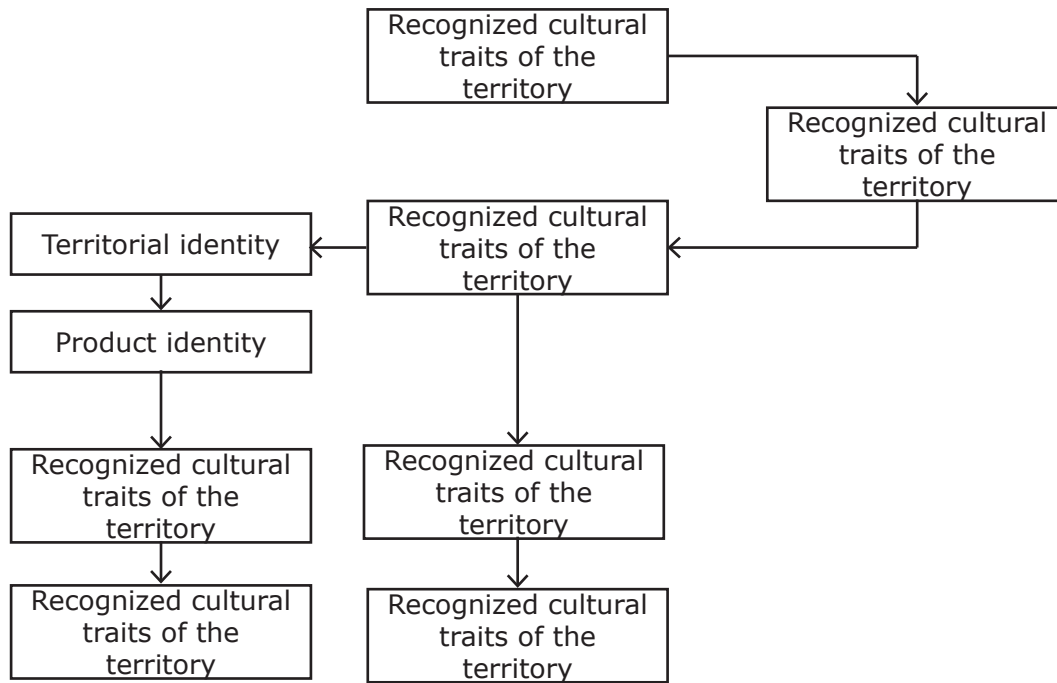 Recognized cultural
traits of the
territory
Recognized cultural
traits of the
territory
Recognized cultural
traits of the
territory
Territorial identity
Product identity
Recognized cultural
traits of the
territory
Recognized cultural
traits of the
territory
Recognized cultural
traits of the
territory
Recognized cultural
traits of the
territory